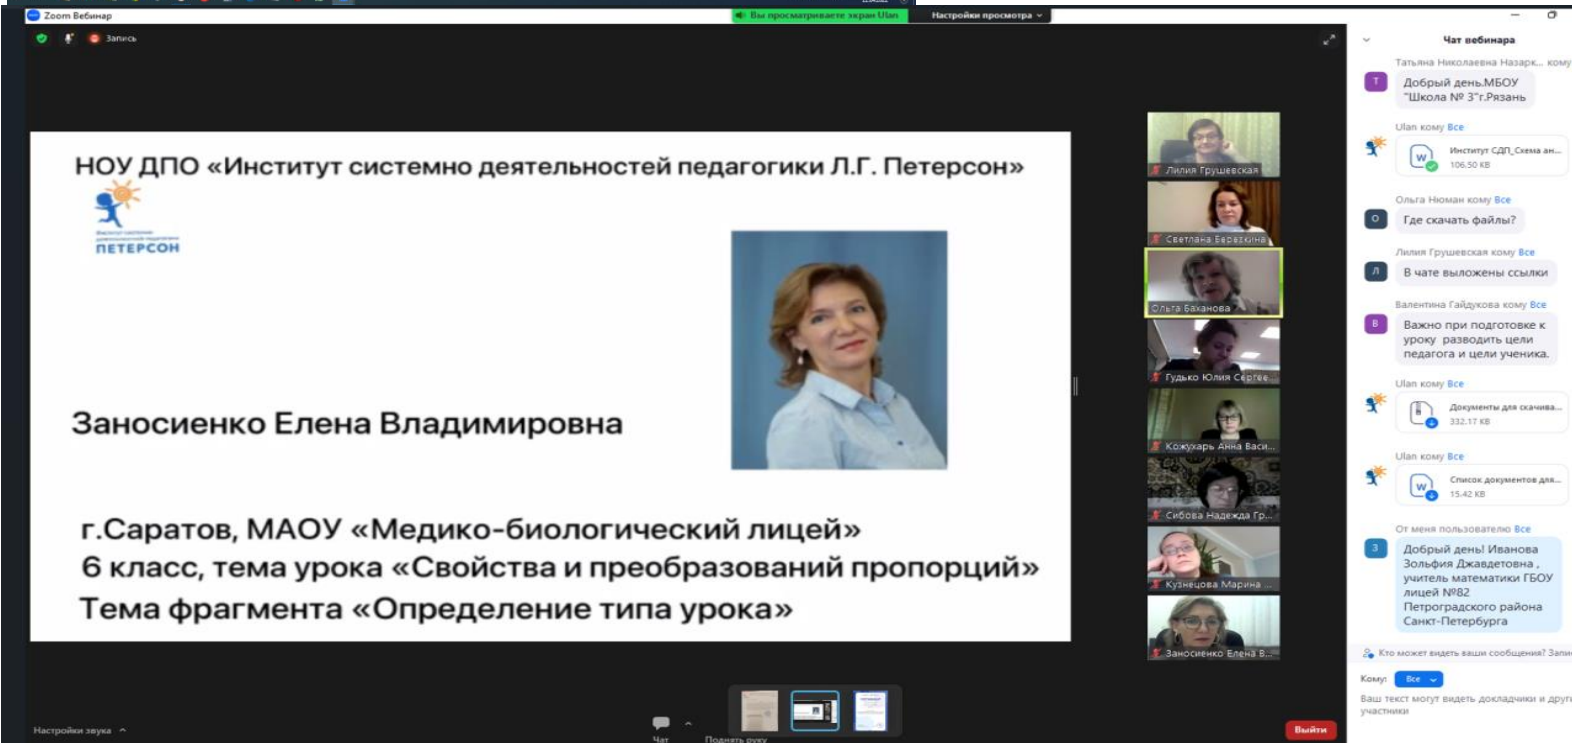 Zoom Вебинар
Вы просматриваете экран Ulan
Настройки просмотра
Запись
НОУ ДПО «Институт системно деятельностей педагогики Л.Г. Петерсон»
ПЕТЕРСОН
Заносиенко Елена Владимировна
г.Саратов, МАОУ «Медико-биологический лицей»
6 класс, тема урока «Свойства и преобразований пропорций»
Тема фрагмента «Определение типа урока»
Лилия Грушевская
Светлана Березкина
Ольга Баханова
Гудько Юлия Сергее...
Кожухарь Анна Васи...
Сибова Надежда Гр...
Кузнецова Марина ...
Заносиенко Елена В...
Чат вебинара
Татьяна Николаевна Назарк... кому
Т
Добрый день.МБОУ
"Школа № 3"г.Рязань
Ulan кому Все
Институт СДП_Схема ан...
106.50 KB
Ольга Нюман кому Все
О
Где скачать файлы?
Лилия Грушевская кому Все
Л
В чате выложены ссылки
Валентина Гайдукова кому Все
В
Важно при подготовке к
уроку разводить цели
педагога и цели ученика.
Ulan кому Все
Документы для скачива...
332.17 KB
Ulan кому Все
W
Список документов для...
15.42 KB
От меня пользователю Все
З
Добрый день! Иванова
Зольфия Джавдетовна ,
учитель математики ГБОУ
лицей №82
Петроградского района
Санкт-Петербурга
Кто может видеть ваши сообщения? Запи
Кому: Все
Ваш текст могут видеть докладчики и други
участники
Настройки звука
Чат
Поднять руку
Выйти